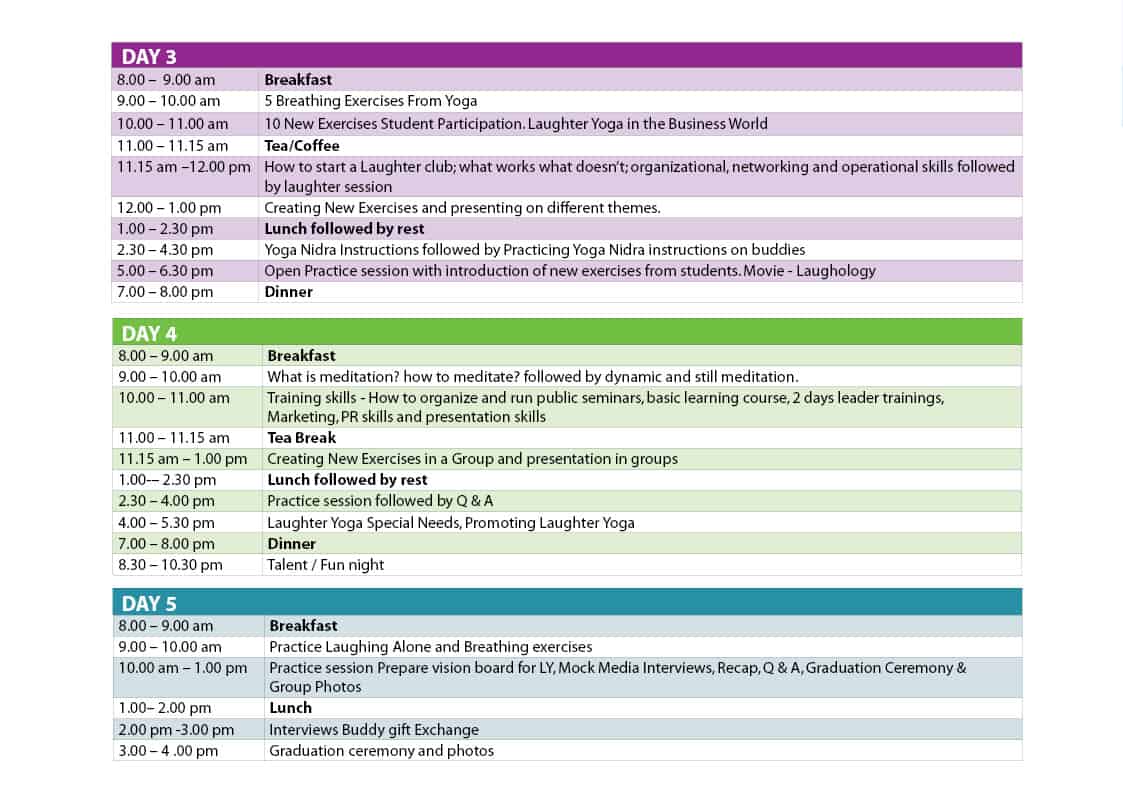 DAY 3
8.00 – 9.00 am Breakfast
9.00 – 10.00 am 5 Breathing Exercises From Yoga
10.00 – 11.00 am 10 New Exercises Student Participation. Laughter Yoga in the Business World
11.00 – 11.15 am Tea/Coffee
11.15 am –12.00 pm How to start a Laughter club; what works what doesn't; organizational, networking and operational skills followed
by laughter session
12.00 – 1.00 pm Creating New Exercises and presenting on different themes.
1.00 – 2.30 pm Lunch followed by rest
2.30 – 4.30 pm Yoga Nidra Instructions followed by Practicing Yoga Nidra instructions on buddies
5.00 – 6.30 pm Open Practice session with introduction of new exercises from students. Movie - Laughology
7.00 – 8.00 pm Dinner
DAY 4
8.00 – 9.00 am Breakfast
9.00 – 10.00 am What is meditation? how to meditate? followed by dynamic and still meditation.
10.00 – 11.00 am Training skills - How to organize and run public seminars, basic learning course, 2 days leader trainings,
Marketing, PR skills and presentation skills
11.00 – 11.15 am Tea Break
11.15 am – 1.00 pm Creating New Exercises in a Group and presentation in groups
1.00-– 2.30 pm Lunch followed by rest
2.30 – 4.00 pm Practice session followed by Q & A
4.00 – 5.30 pm Laughter Yoga Special Needs, Promoting Laughter Yoga
7.00 – 8.00 pm Dinner
8.30 – 10.30 pm Talent / Fun night
DAY 5
8.00 – 9.00 am Breakfast
9.00 – 10.00 am Practice Laughing Alone and Breathing exercises
10.00 am – 1.00 pm Practice session Prepare vision board for LY, Mock Media Interviews, Recap, Q & A, Graduation Ceremony &
Group Photos
1.00– 2.00 pm Lunch
2.00 pm -3.00 pm Interviews Buddy gift Exchange
3.00 – 4 .00 pm Graduation ceremony and photos